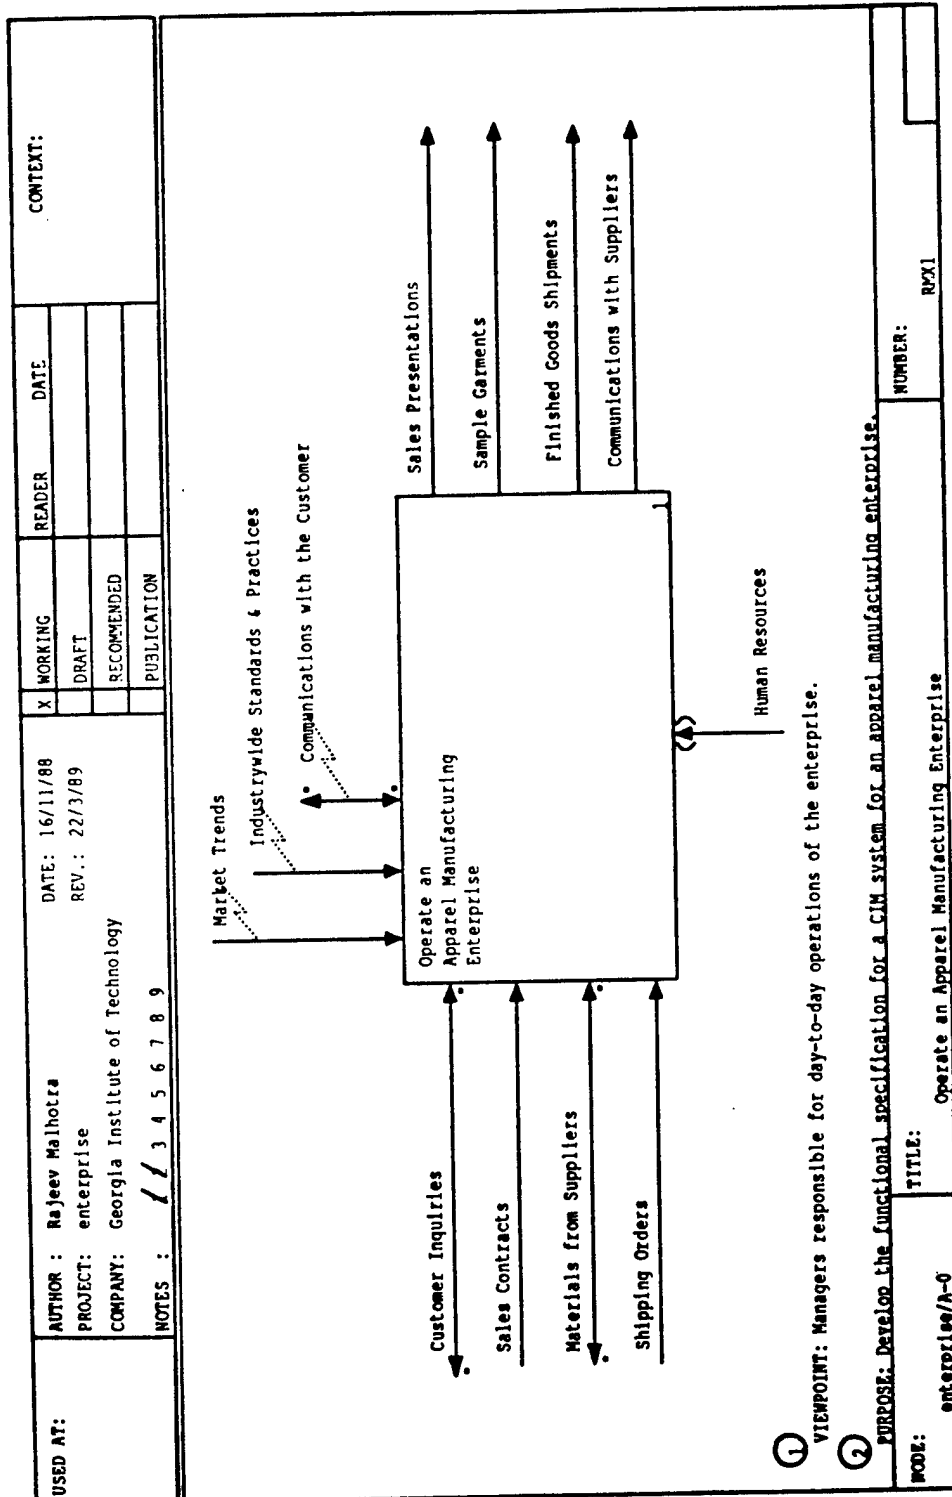 USED AT:
AUTHOR : Rajeev Malhotra
PROJECT: enterprise
COMPANY: Georgia Institute of Technology
NOTES : 1 2 3 4 5 6 7 8 9
DATE: 16/11/88
REV.: 22/3/89
X WORKING
DRAFT
RECOMMENDED
PUBLICATION
READER DATE
CONTEXT:
Market Trends
Industrywide Standards & Practices
Communications with the Customer
Operate an
Apparel Manufacturing
Enterprise
1
Customer Inquiries
Sales Contracts
Materials from Suppliers
Shipping Orders
Sales Presentations
Sample Garments
Finished Goods Shipments
Communications with Suppliers
Human Resources
1 VIEWPOINT: Managers responsible for day-to-day operations of the enterprise.
2 PURPOSE: Develop the functional specification for a CIM system for an apparel manufacturing enterprise.
NODE: enterprise/A-0
TITLE: Operate an Apparel Manufacturing Enterprise
NUMBER: RMX1